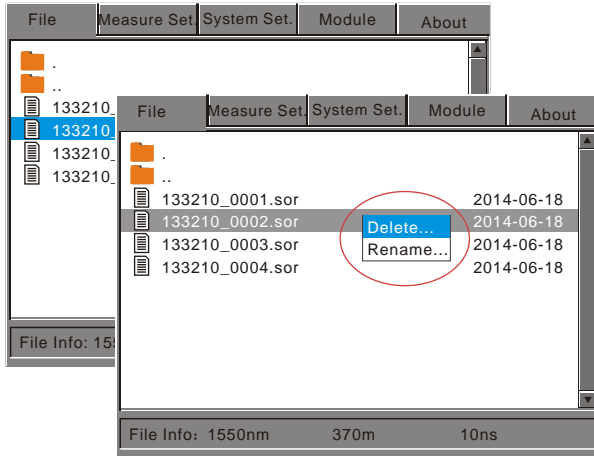 File Measure Set. System Set. Module About
.
..
133210_
133210_
133210_
133210_
File Info: 155
File Measure Set. System Set. Module About
.
..
133210_0001.sor 2014-06-18
133210_0002.sor 2014-06-18
133210_0003.sor 2014-06-18
133210_0004.sor 2014-06-18
Delete...
Rename...
File Info: 1550nm 370m 10ns